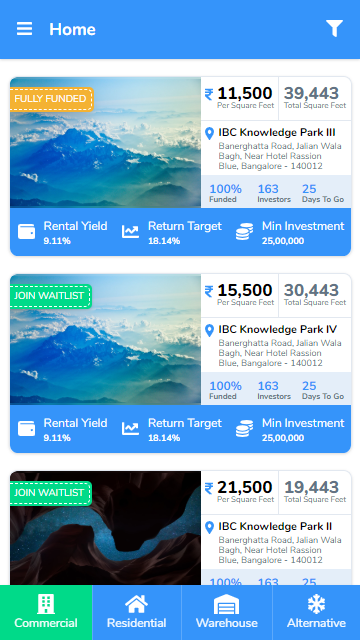 Home
FULLY FUNDED
₹ 11,500
Per Square Feet
39,443
Total Square Feet
IBC Knowledge Park III
Banerghatta Road, Jalian Wala
Bagh, Near Hotel Rassion
Blue, Bangalore - 140012
100%
Funded
163
Investors
25
Days To Go
Rental Yield
9.11%
Return Target
18.14%
Min Investment
25,00,000
JOIN WAITLIST
₹ 15,500
Per Square Feet
30,443
Total Square Feet
IBC Knowledge Park IV
Banerghatta Road, Jalian Wala
Bagh, Near Hotel Rassion
Blue, Bangalore - 140012
100%
Funded
163
Investors
25
Days To Go
Rental Yield
9.11%
Return Target
18.14%
Min Investment
25,00,000
JOIN WAITLIST
₹ 21,500
Per Square Feet
19,443
Total Square Feet
IBC Knowledge Park II
Banerghatta Road, Jalian Wala
Bagh, Near Hotel Rassion
Blue, Bangalore - 140012
100%
163
25
Commercial
Residential
Warehouse
Alternative